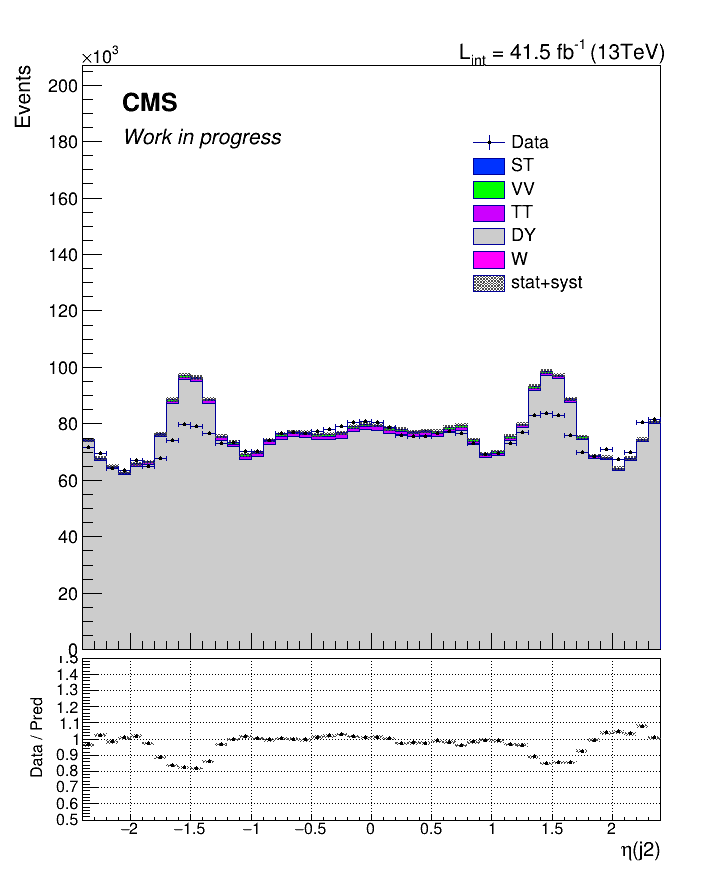 ×10³
L_int = 41.5 fb⁻¹ (13TeV)
Events
200
180
160
140
120
100
80
60
40
20
0
CMS
Work in progress
Data
ST
VV
TT
DY
W
stat+syst
Data / Pred
1.5
1.4
1.3
1.2
1.1
1
0.9
0.8
0.7
0.6
0.5
−2 −1.5 −1 −0.5 0 0.5 1 1.5 2
η(j2)